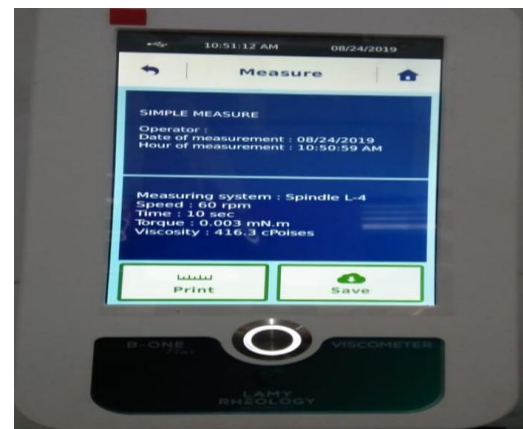 10:51:12 AM 08/24/2019
Measure
SIMPLE MEASURE
Operator :
Date of measurement : 08/24/2019
Hour of measurement : 10:50:59 AM
Measuring system : Spindle L-4
Speed : 60 rpm
Time : 10 sec
Torque : 0.003 mN.m
Viscosity : 416.3 cPoises
Print Save
B-ONE VISCOMETER
Plus
LAMY
RHEOLOGY